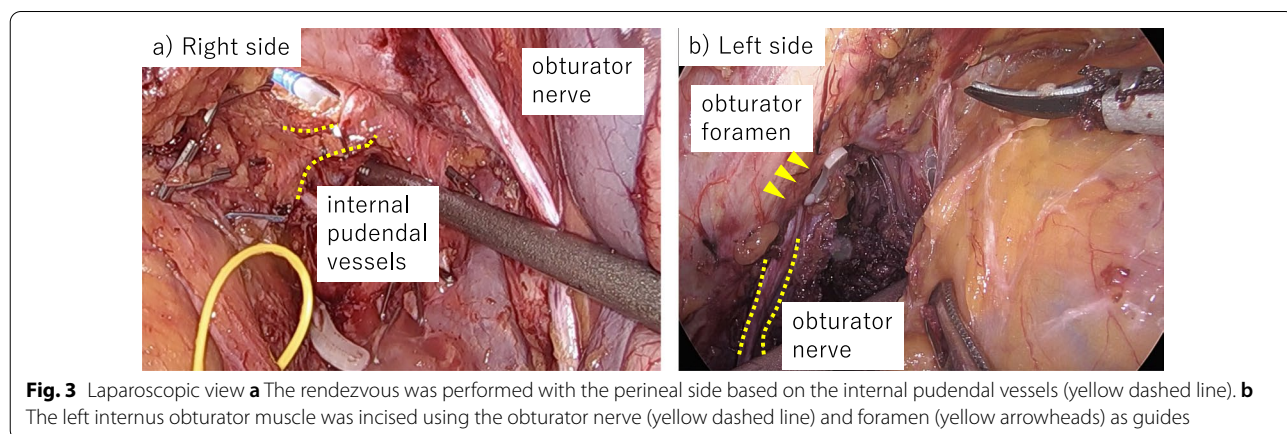 a) Right side
obturator
nerve
internal
pudendal
vessels
b) Left side
obturator
foramen
obturator
nerve
Fig. 3 Laparoscopic view a The rendezvous was performed with the perineal side based on the internal pudendal vessels (yellow dashed line). b
The left internus obturator muscle was incised using the obturator nerve (yellow dashed line) and foramen (yellow arrowheads) as guides